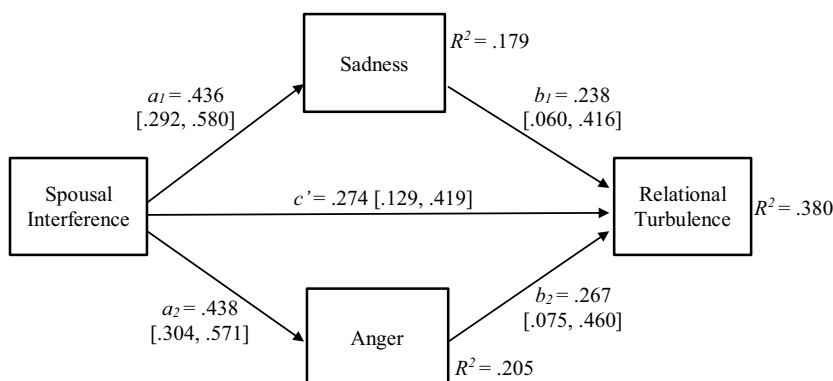 R² = .179
Sadness
a₁ = .436
[.292, .580]
b₁ = .238
[.060, .416]
Spousal
Interference
c’ = .274 [.129, .419]
Relational
Turbulence
R² = .380
a₂ = .438
[.304, .571]
b₂ = .267
[.075, .460]
Anger
R² = .205